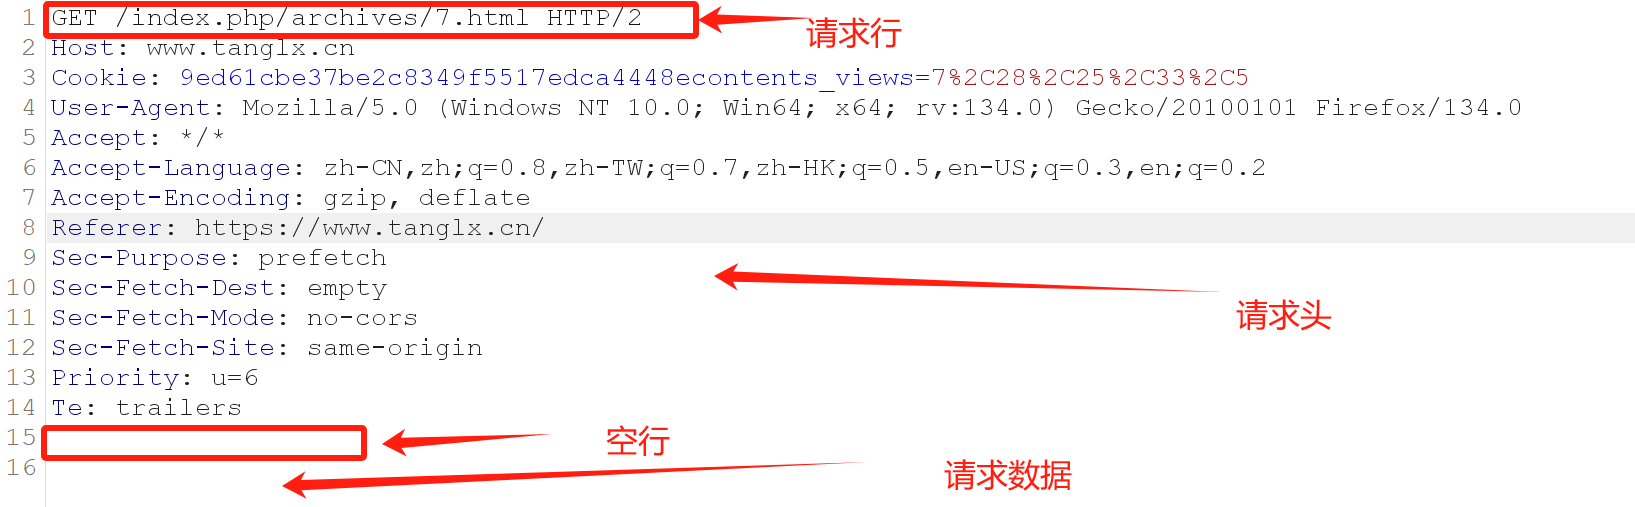 1 GET /index.php/archives/7.html HTTP/2
请求行
2 Host: www.tanglx.cn
3 Cookie: 9ed61cbe37be2c8349f5517edca4448econtents_views=7%2C28%2C25%2C33%2C5
4 User-Agent: Mozilla/5.0 (Windows NT 10.0; Win64; x64; rv:134.0) Gecko/20100101 Firefox/134.0
5 Accept: */*
6 Accept-Language: zh-CN,zh;q=0.8,zh-TW;q=0.7,zh-HK;q=0.5,en-US;q=0.3,en;q=0.2
7 Accept-Encoding: gzip, deflate
8 Referer: https://www.tanglx.cn/
9 Sec-Purpose: prefetch
10 Sec-Fetch-Dest: empty
请求头
11 Sec-Fetch-Mode: no-cors
12 Sec-Fetch-Site: same-origin
13 Priority: u=6
14 Te: trailers
15
空行
16
请求数据